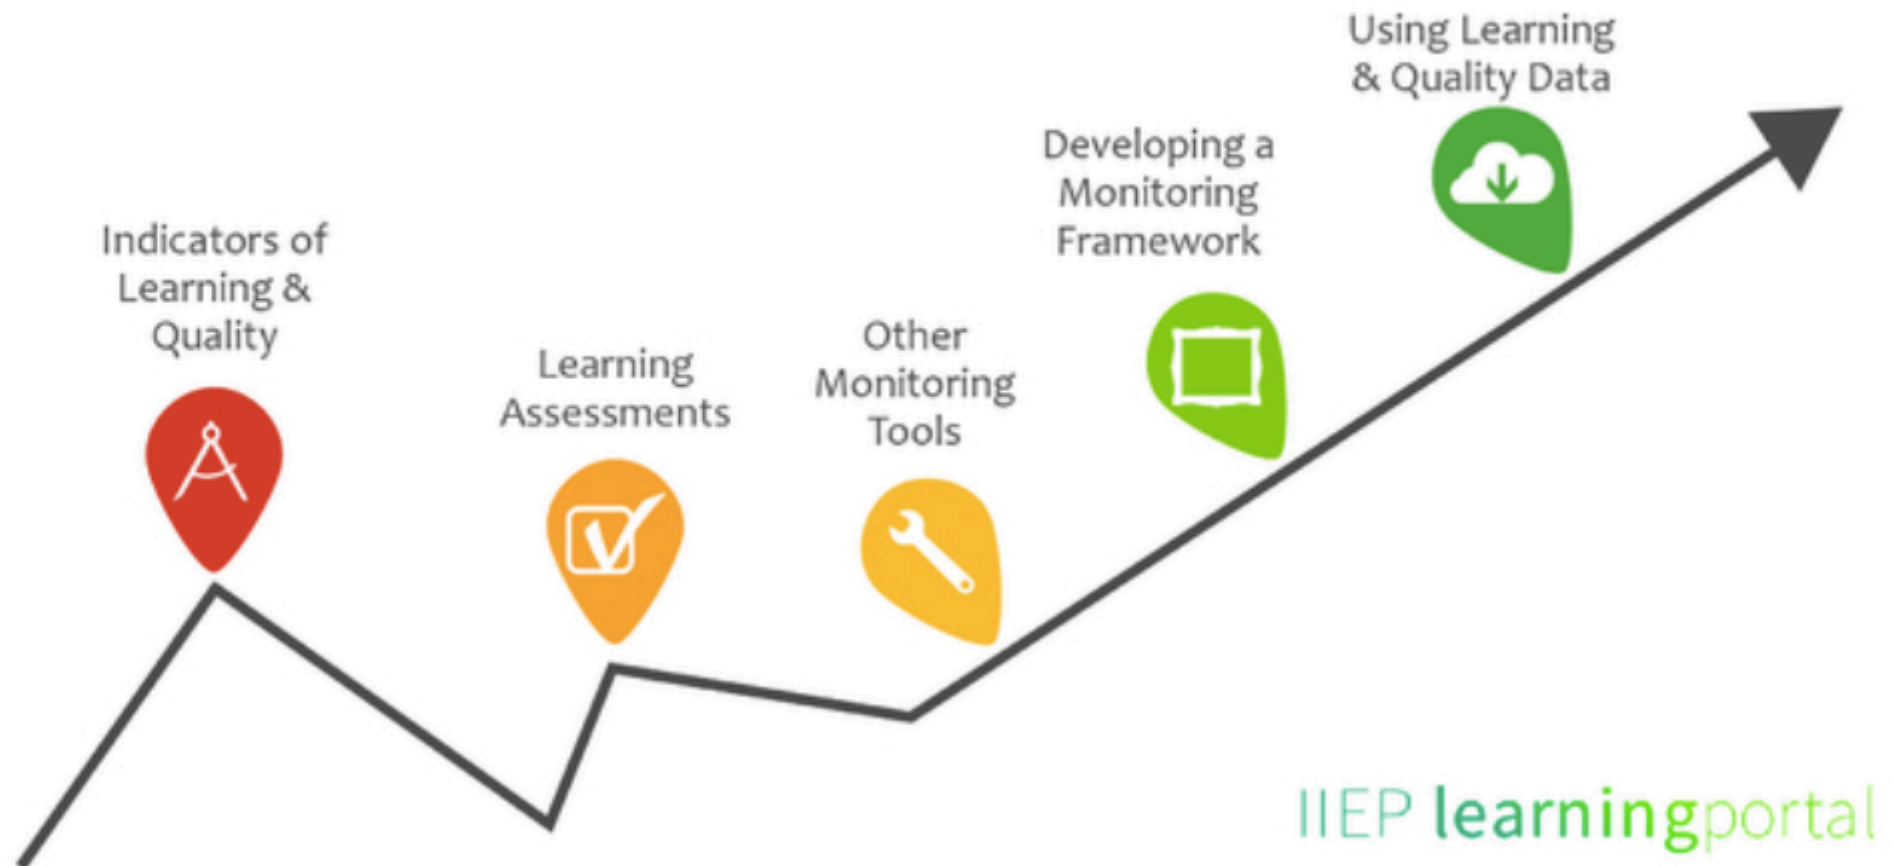 Indicators of
Learning &
Quality
Learning
Assessments
Other
Monitoring
Tools
Developing a
Monitoring
Framework
Using Learning
& Quality Data
IIEP learningportal